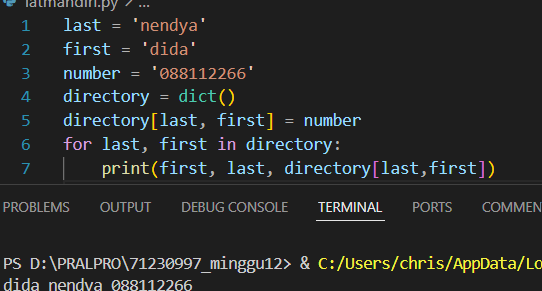 latmandiri.py > ...
1 last = 'nendya'
2 first = 'dida'
3 number = '088112266'
4 directory = dict()
5 directory[last, first] = number
6 for last, first in directory:
7     print(first, last, directory[last,first])
PROBLEMS OUTPUT DEBUG CONSOLE TERMINAL PORTS COMMEN
PS D:\PRALPRO\71230997_minggu12> & C:/Users/chris/AppData/Lo
dida nendya 088112266